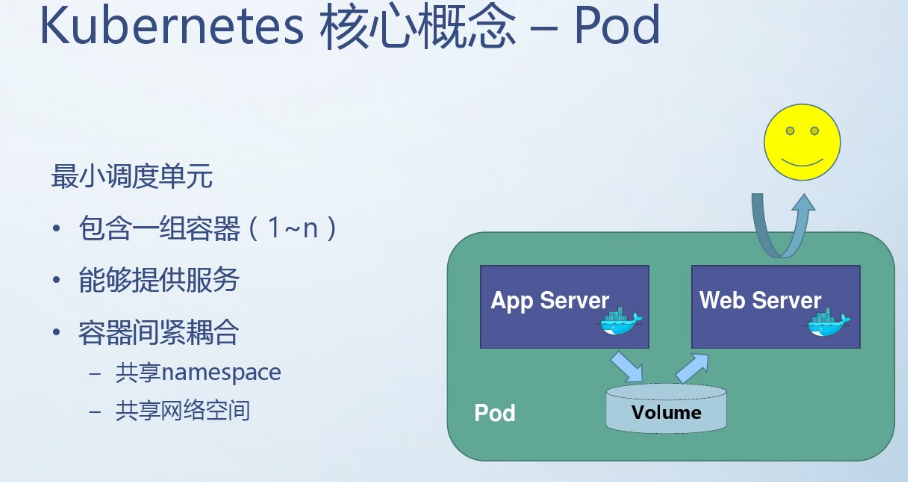 Kubernetes 核心概念 – Pod
最小调度单元
• 包含一组容器（1~n）
• 能够提供服务
• 容器间紧耦合
– 共享namespace
– 共享网络空间
App Server
Web Server
Volume
Pod